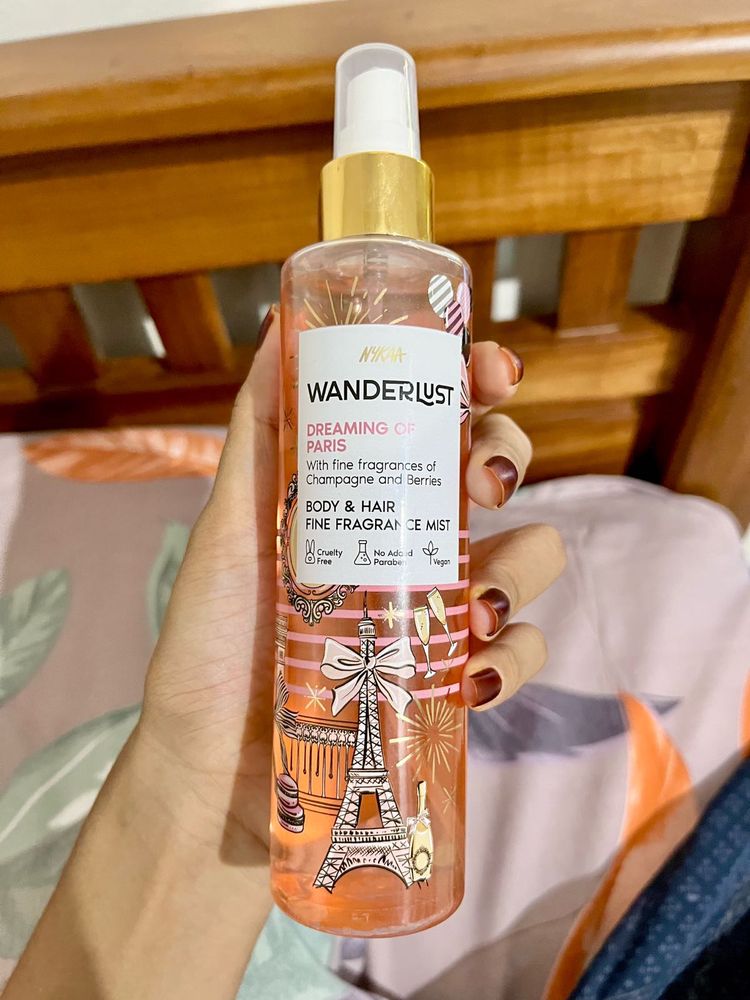 NYKAA
WANDERLUST
DREAMING OF
PARIS
With fine fragrances of
Champagne and Berries
BODY & HAIR
FINE FRAGRANCE MIST
Cruelty
Free
No Added
Paraben
Vegan